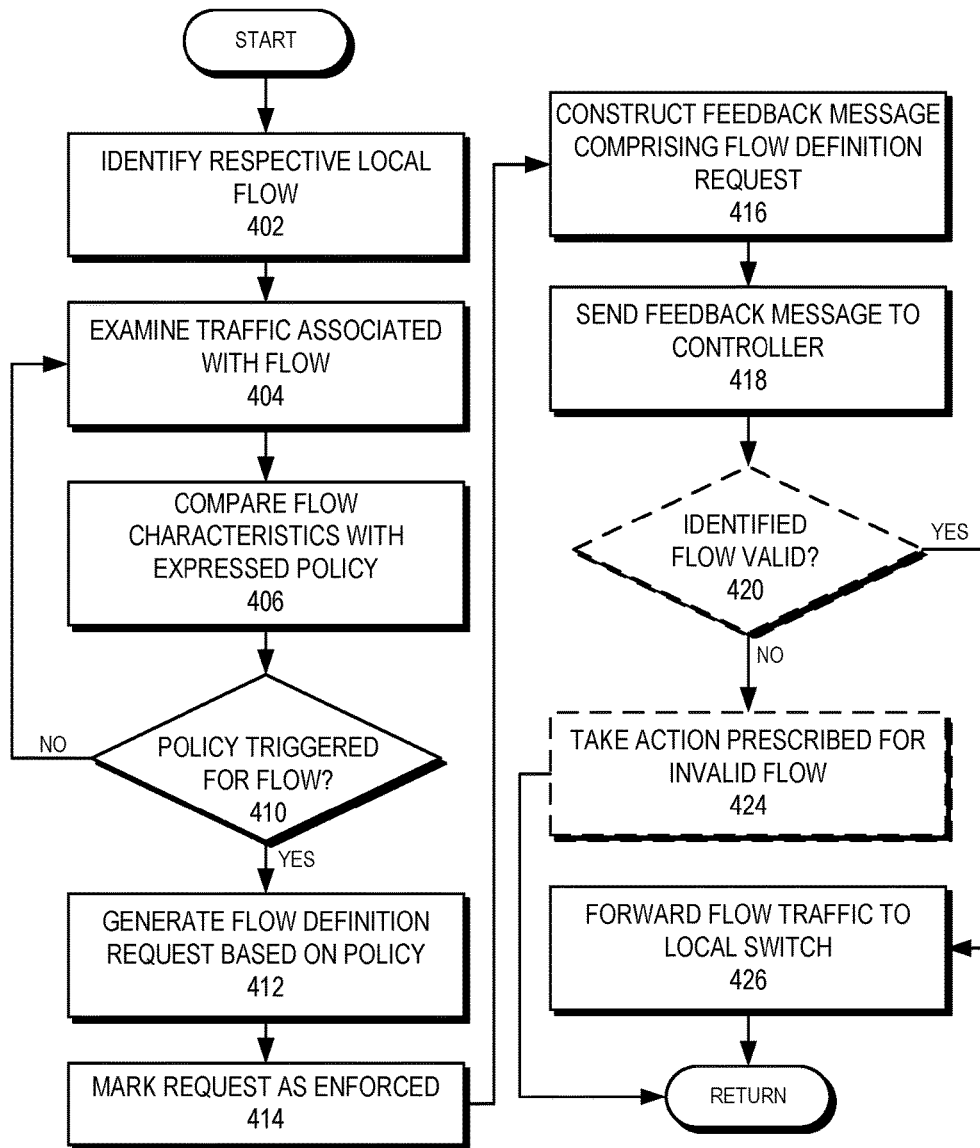 START
IDENTIFY RESPECTIVE LOCAL
FLOW
402
EXAMINE TRAFFIC ASSOCIATED
WITH FLOW
404
COMPARE FLOW
CHARACTERISTICS WITH
EXPRESSED POLICY
406
NO
POLICY TRIGGERED
FOR FLOW?
410
YES
GENERATE FLOW DEFINITION
REQUEST BASED ON POLICY
412
MARK REQUEST AS ENFORCED
414
CONSTRUCT FEEDBACK MESSAGE
COMPRISING FLOW DEFINITION
REQUEST
416
SEND FEEDBACK MESSAGE TO
CONTROLLER
418
IDENTIFIED
FLOW VALID?
420
YES
NO
TAKE ACTION PRESCRIBED FOR
INVALID FLOW
424
FORWARD FLOW TRAFFIC TO
LOCAL SWITCH
426
RETURN